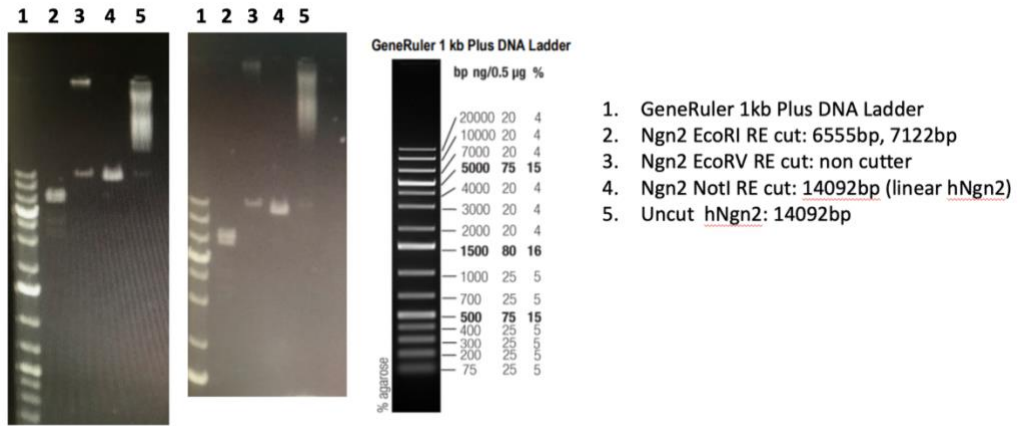 1 2 3 4 5
1 2 3 4 5
GeneRuler 1 kb Plus DNA Ladder
bp ng/0.5 µg %
20000 20 4
10000 20 4
7000 20 4
5000 75 15
4000 20 4
3000 20 4
2000 20 4
1500 80 16
1000 25 5
700 25 5
500 75 15
400 25 5
300 25 5
200 25 5
75 25 5
% agarose
1. GeneRuler 1kb Plus DNA Ladder
2. Ngn2 EcoRI RE cut: 6555bp, 7122bp
3. Ngn2 EcoRV RE cut: non cutter
4. Ngn2 NotI RE cut: 14092bp (linear hNgn2)
5. Uncut hNgn2: 14092bp